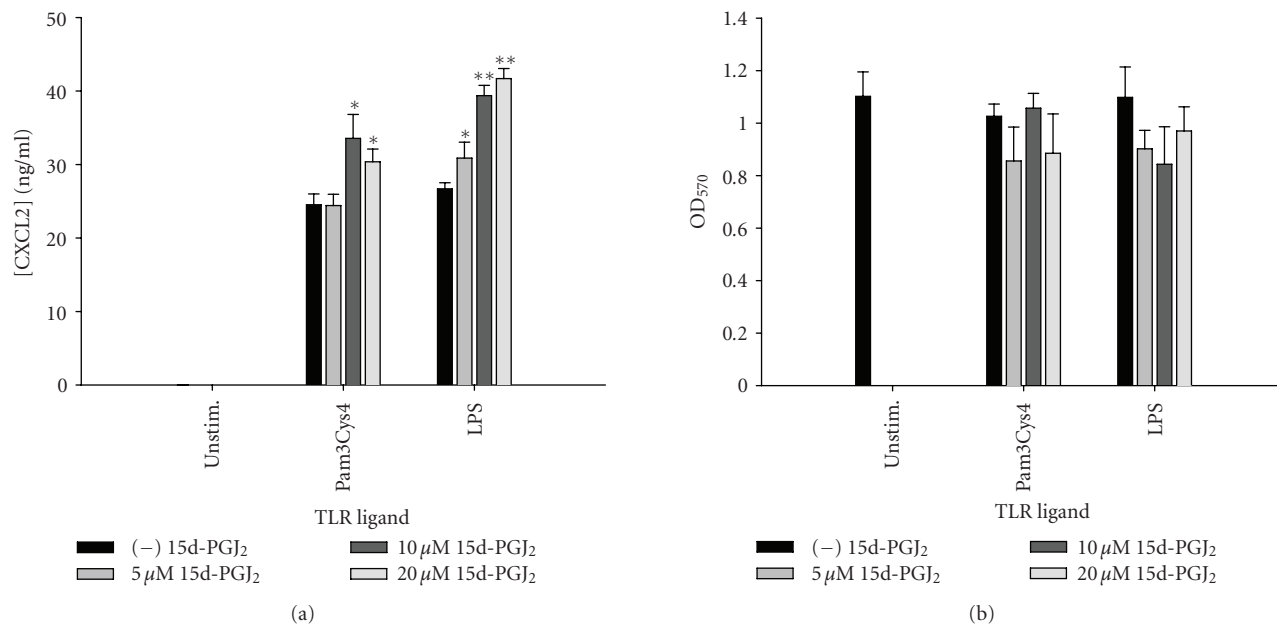 50
40
30
20
10
0
[CXCL2] (ng/ml)
*
*
*
**
**
Unstim.
Pam3Cys4
LPS
TLR ligand
(−) 15d-PGJ₂
5 μM 15d-PGJ₂
10 μM 15d-PGJ₂
20 μM 15d-PGJ₂
(a)
1.4
1.2
1
0.8
0.6
0.4
0.2
0
OD₅₇₀
Unstim.
Pam3Cys4
LPS
TLR ligand
(−) 15d-PGJ₂
5 μM 15d-PGJ₂
10 μM 15d-PGJ₂
20 μM 15d-PGJ₂
(b)